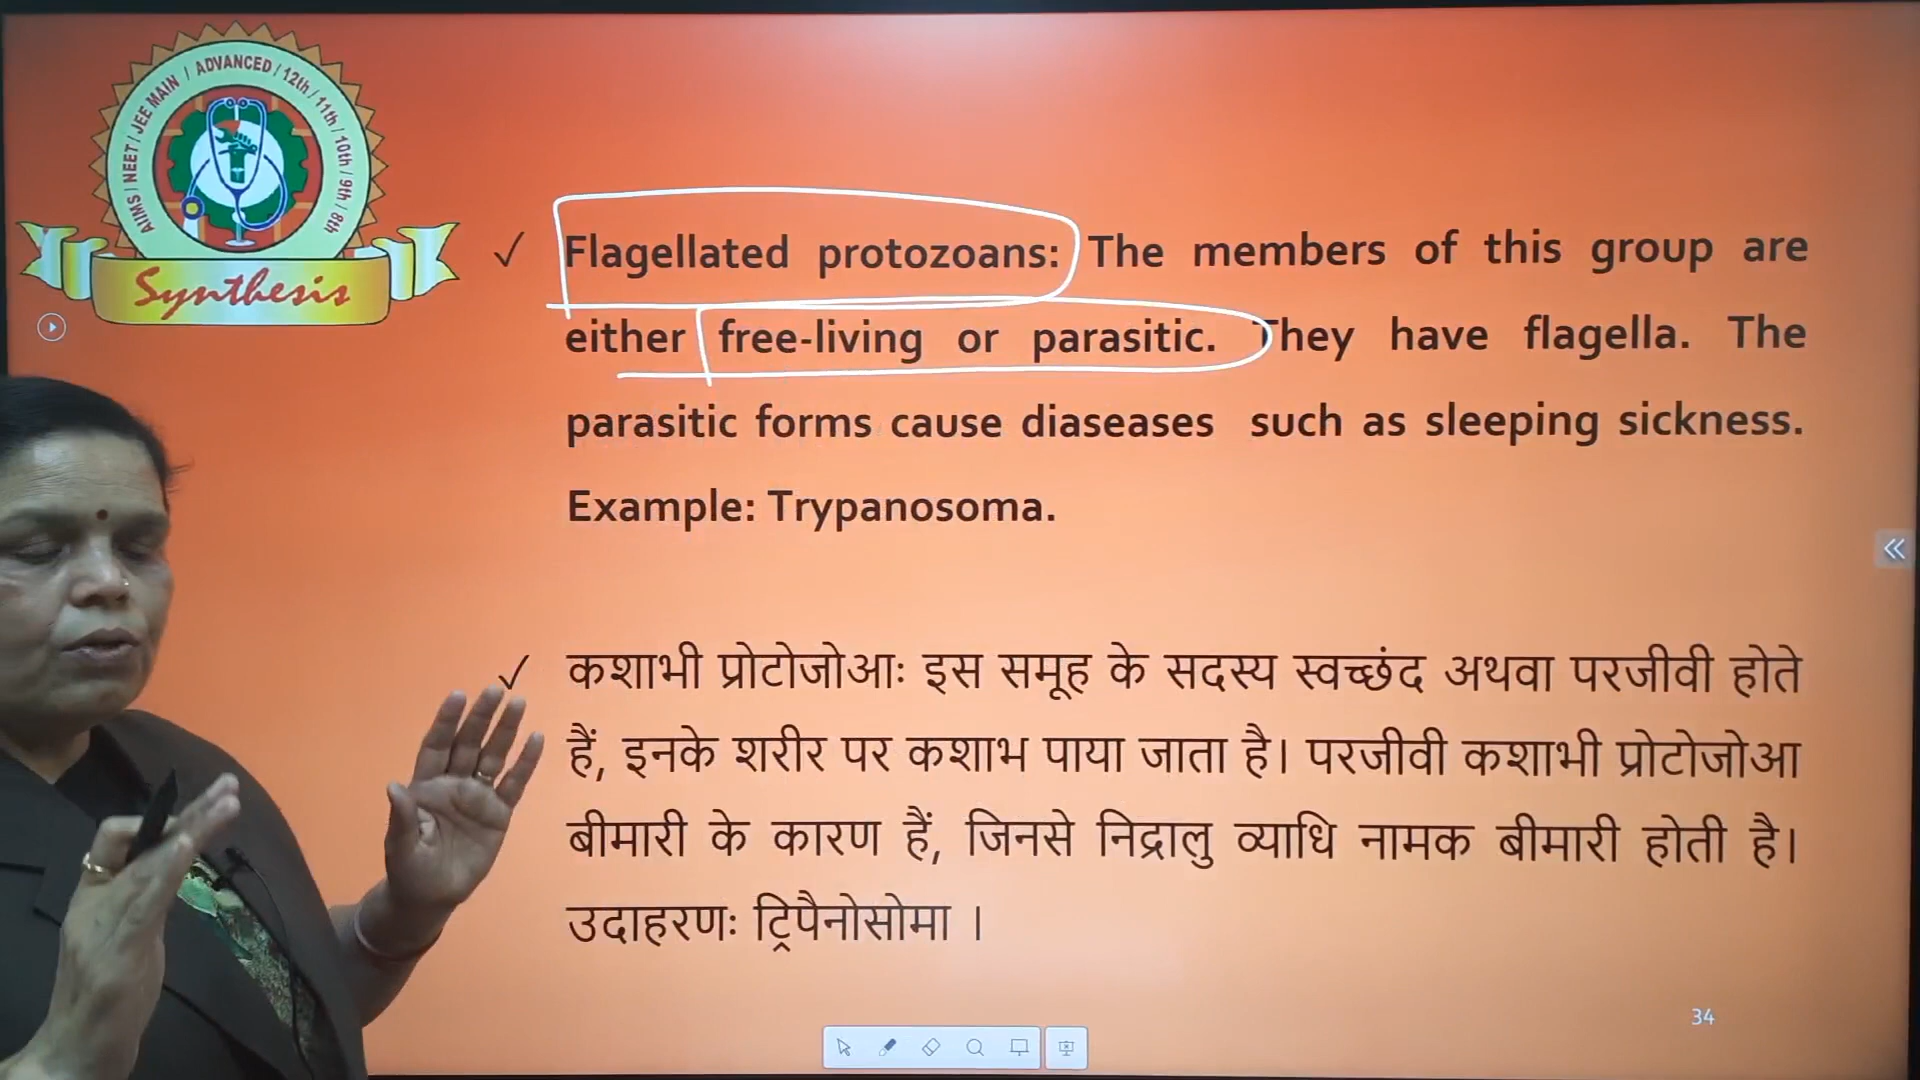 AIIMS / NEET / JEE MAIN / ADVANCED / 12th / 11th / 10th / 9th / 8th
Synthesis
✓ Flagellated protozoans: The members of this group are
either free-living or parasitic. They have flagella. The
parasitic forms cause diaseases such as sleeping sickness.
Example: Trypanosoma.
✓ कशाभी प्रोटोजोआः इस समूह के सदस्य स्वच्छंद अथवा परजीवी होते
हैं, इनके शरीर पर कशाभ पाया जाता है। परजीवी कशाभी प्रोटोजोआ
बीमारी के कारण हैं, जिनसे निद्रालु व्याधि नामक बीमारी होती है।
उदाहरणः ट्रिपैनोसोमा ।
34